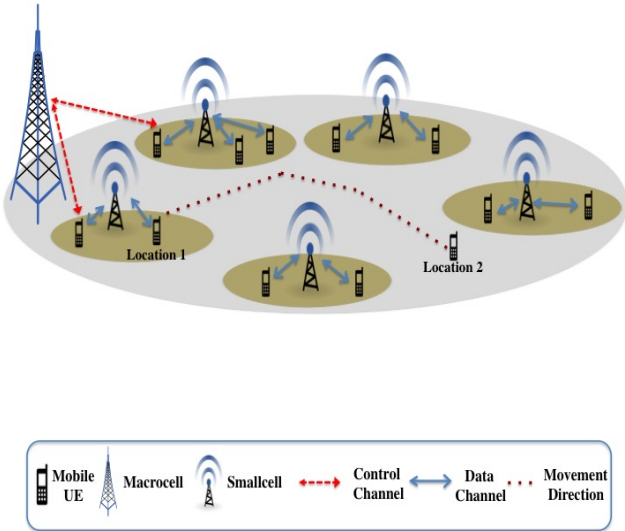 Location 1
Location 2
Mobile
UE
Macrocell
Smallcell
Control
Channel
Data
Channel
Movement
Direction